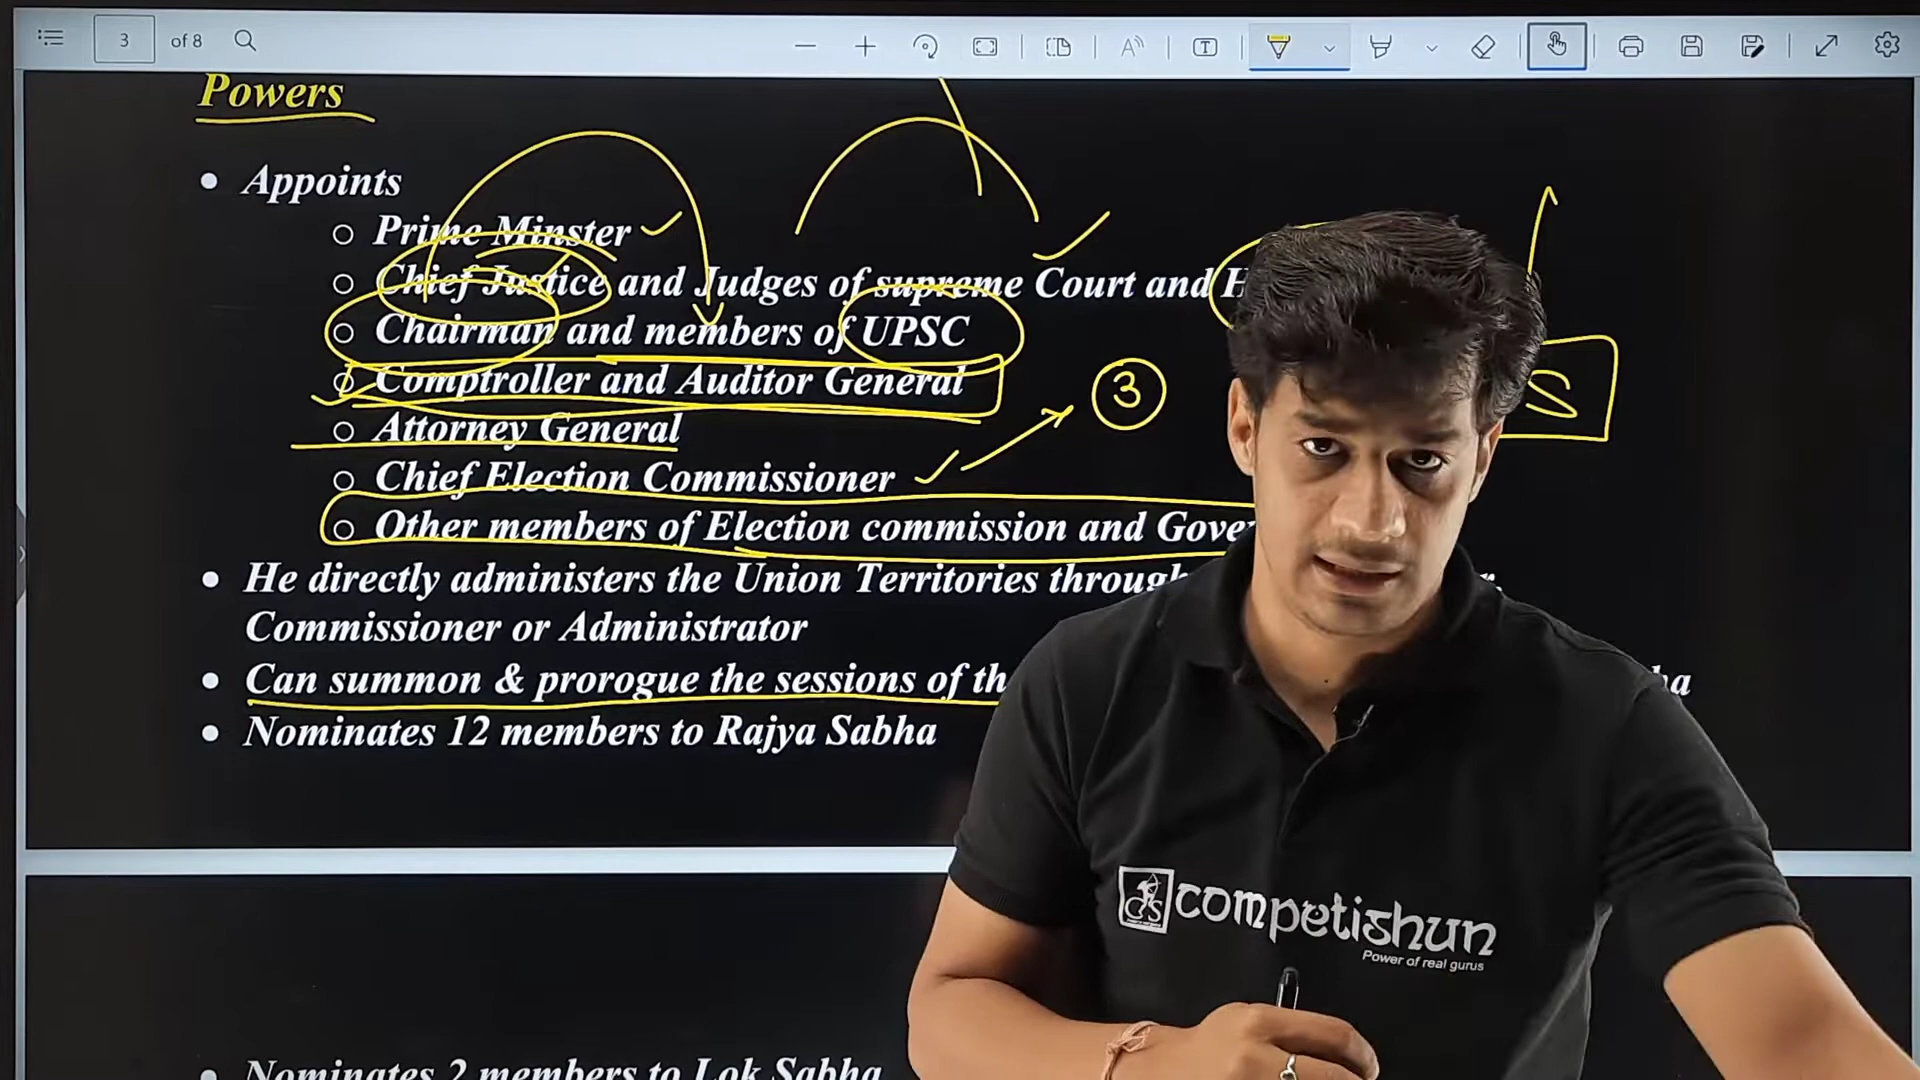 3 of 8
Powers
Appoints
Prime Minster
Chief Justice and Judges of supreme Court and H
Chairman and members of UPSC
Comptroller and Auditor General
3
S
Attorney General
Chief Election Commissioner
Other members of Election commission and Gove
He directly administers the Union Territories through
Commissioner or Administrator
Can summon & prorogue the sessions of th
Nominates 12 members to Rajya Sabha
CS competishun
Power of real gurus
Nominates 2 members to Lok Sabha